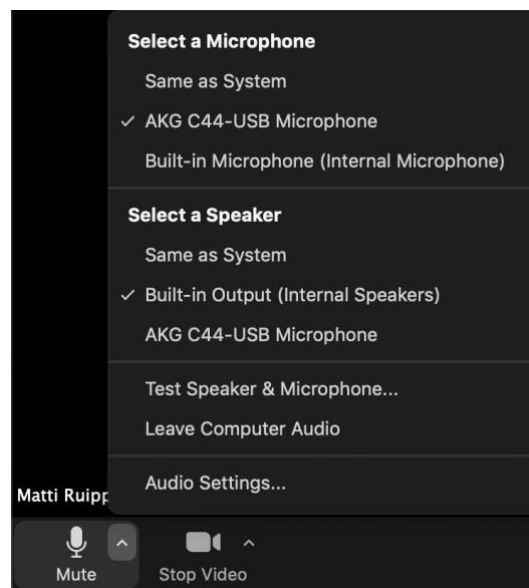 Select a Microphone
Same as System
✓ AKG C44-USB Microphone
Built-in Microphone (Internal Microphone)
Select a Speaker
Same as System
✓ Built-in Output (Internal Speakers)
AKG C44-USB Microphone
Test Speaker & Microphone...
Leave Computer Audio
Audio Settings...
Matti Ruipp
Mute
Stop Video